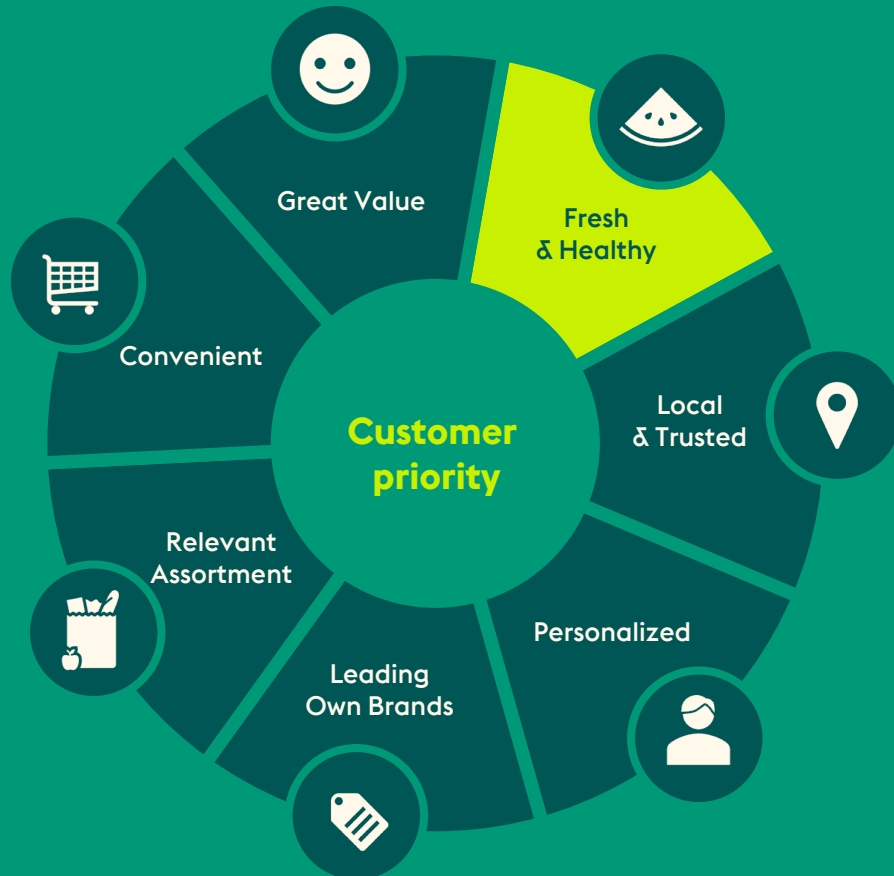 Great Value
Fresh
& Healthy
Convenient
Local
& Trusted
Customer
priority
Relevant
Assortment
Personalized
Leading
Own Brands